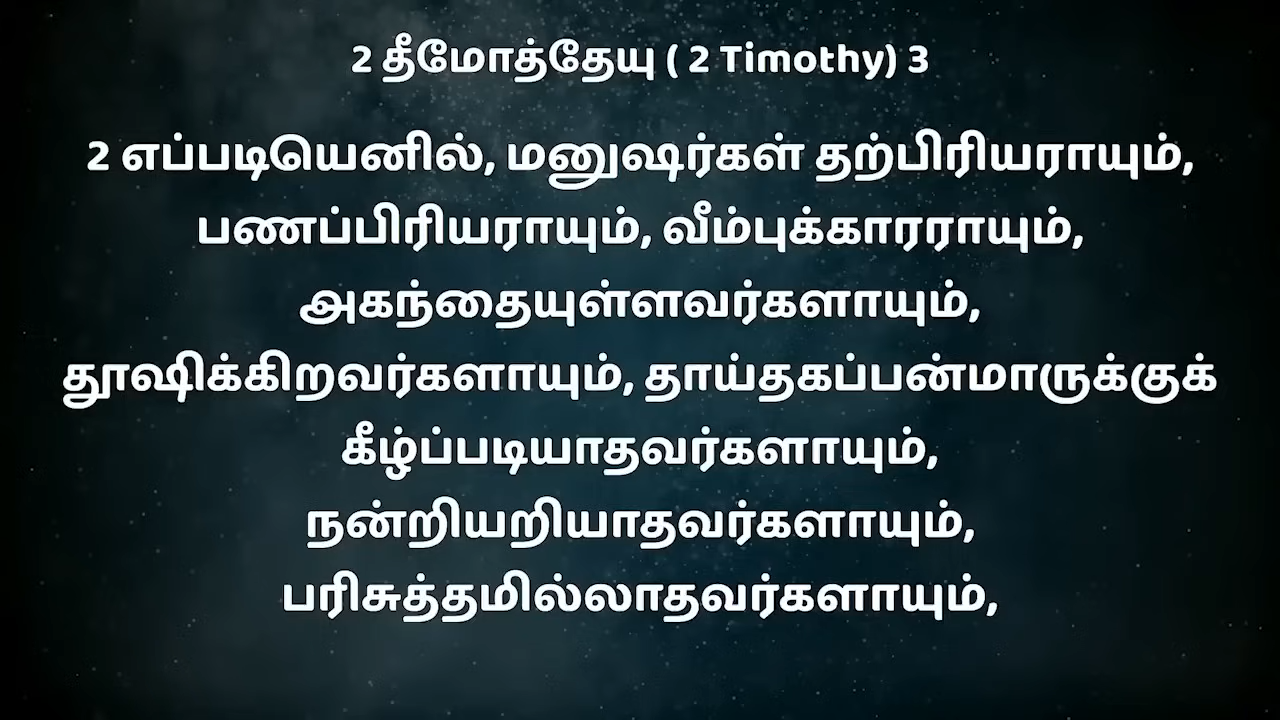 2 தீமோத்தேயு ( 2 Timothy) 3
2 எப்படியெனில், மனுஷர்கள் தற்பிரியராயும்,
பணப்பிரியராயும், வீம்புக்காரராயும்,
அகந்தையுள்ளவர்களாயும்,
தூஷிக்கிறவர்களாயும், தாய்தகப்பன்மாருக்குக்
கீழ்ப்படியாதவர்களாயும்,
நன்றியறியாதவர்களாயும்,
பரிசுத்தமில்லாதவர்களாயும்,